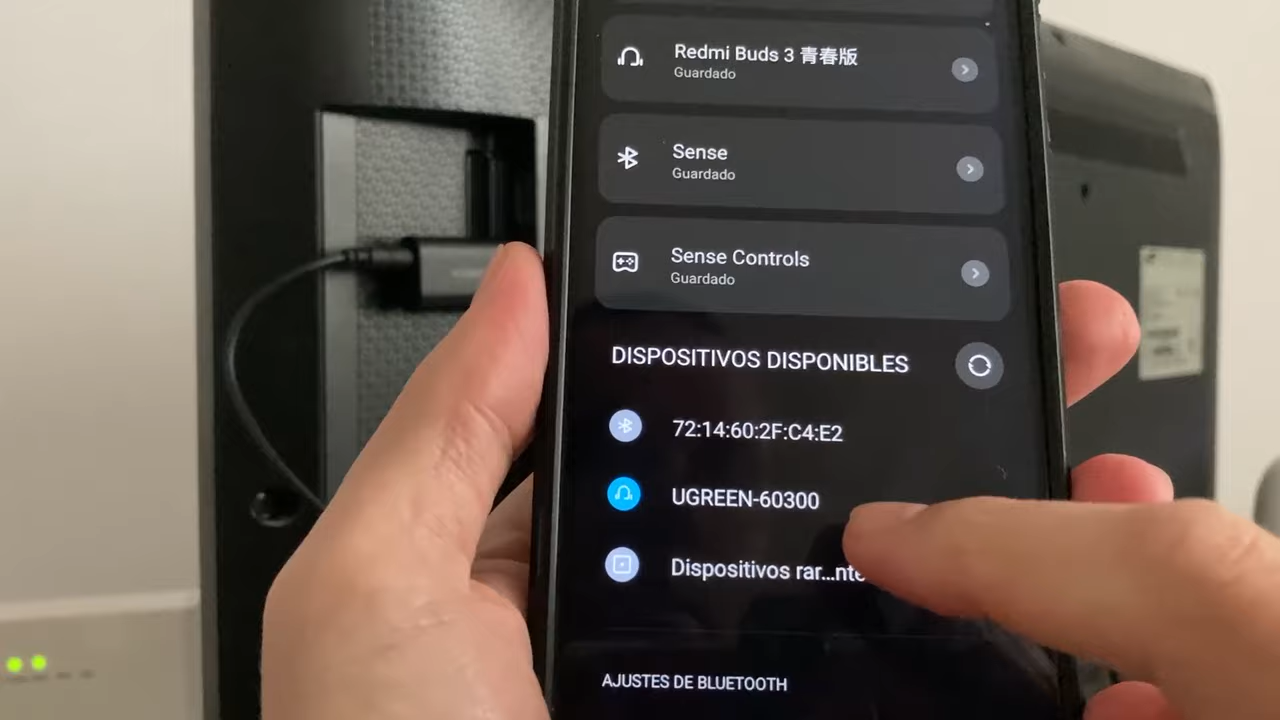 Redmi Buds 3 青春版
Guardado
Sense
Guardado
Sense Controls
Guardado
DISPOSITIVOS DISPONIBLES
72:14:60:2F:C4:E2
UGREEN-60300
Dispositivos rar...nte
AJUSTES DE BLUETOOTH